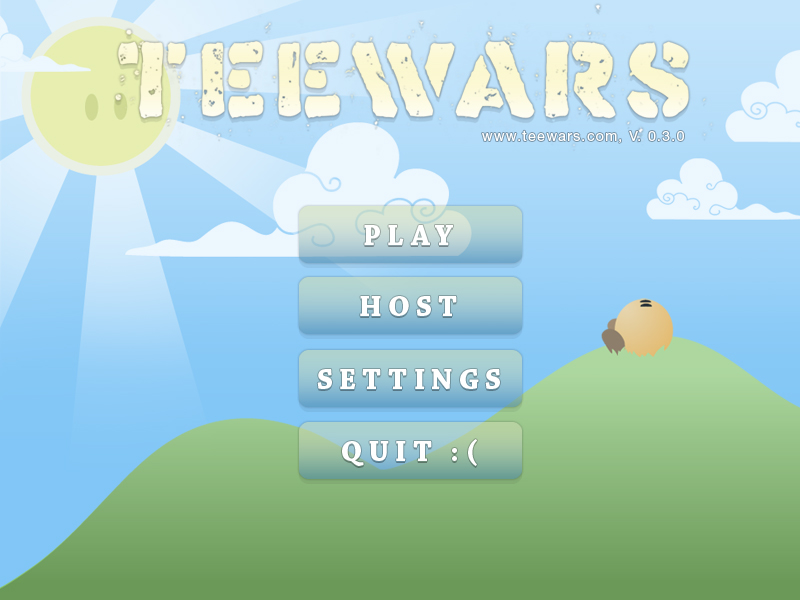 TEEWARS
www.teewars.com, V. 0.3.0
PLAY
HOST
SETTINGS
QUIT :(